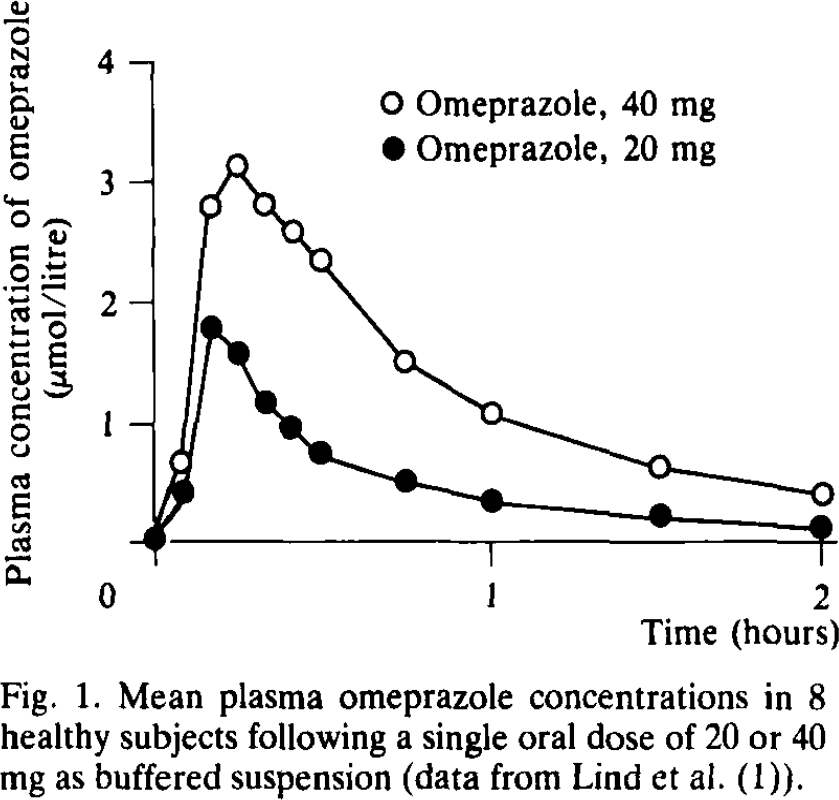 Plasma concentration of omeprazole
(µmol/litre)
4
3
2
1
0
1
2
Time (hours)
Omeprazole, 40 mg
Omeprazole, 20 mg
Fig. 1. Mean plasma omeprazole concentrations in 8
healthy subjects following a single oral dose of 20 or 40
mg as buffered suspension (data from Lind et al. (1)).